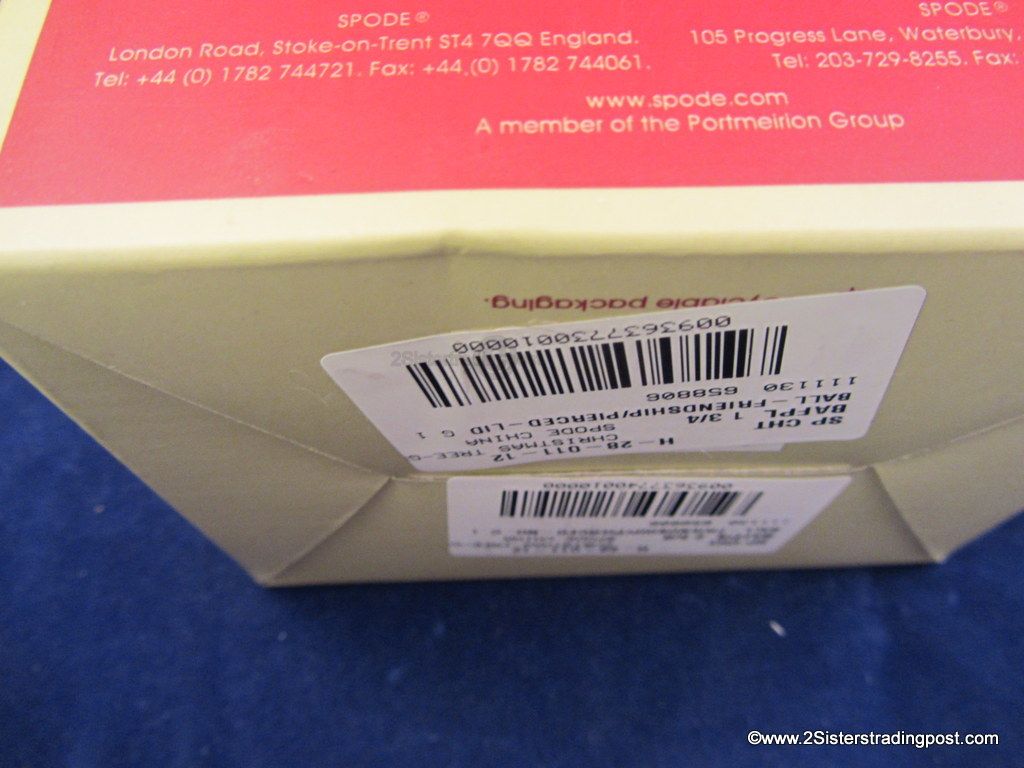 SPODE®
London Road, Stoke-on-Trent ST4 7QQ England.
Tel: +44 (0) 1782 744721. Fax: +44 (0) 1782 744061.
SPODE®
105 Progress Lane, Waterbury,
Tel: 203-729-8255. Fax:
www.spode.com
A member of the Portmeirion Group
packaging.
H-28-011-12
CHRISTMAS TREE-G
SPODE CHINA
SP CHT
BAFPL 1 3/4
BALL-FRIENDSHIP/PIERCED-LID G 1
111130 658806
0093637730010000
0093637740010000
©www.2Sisterstradingpost.com